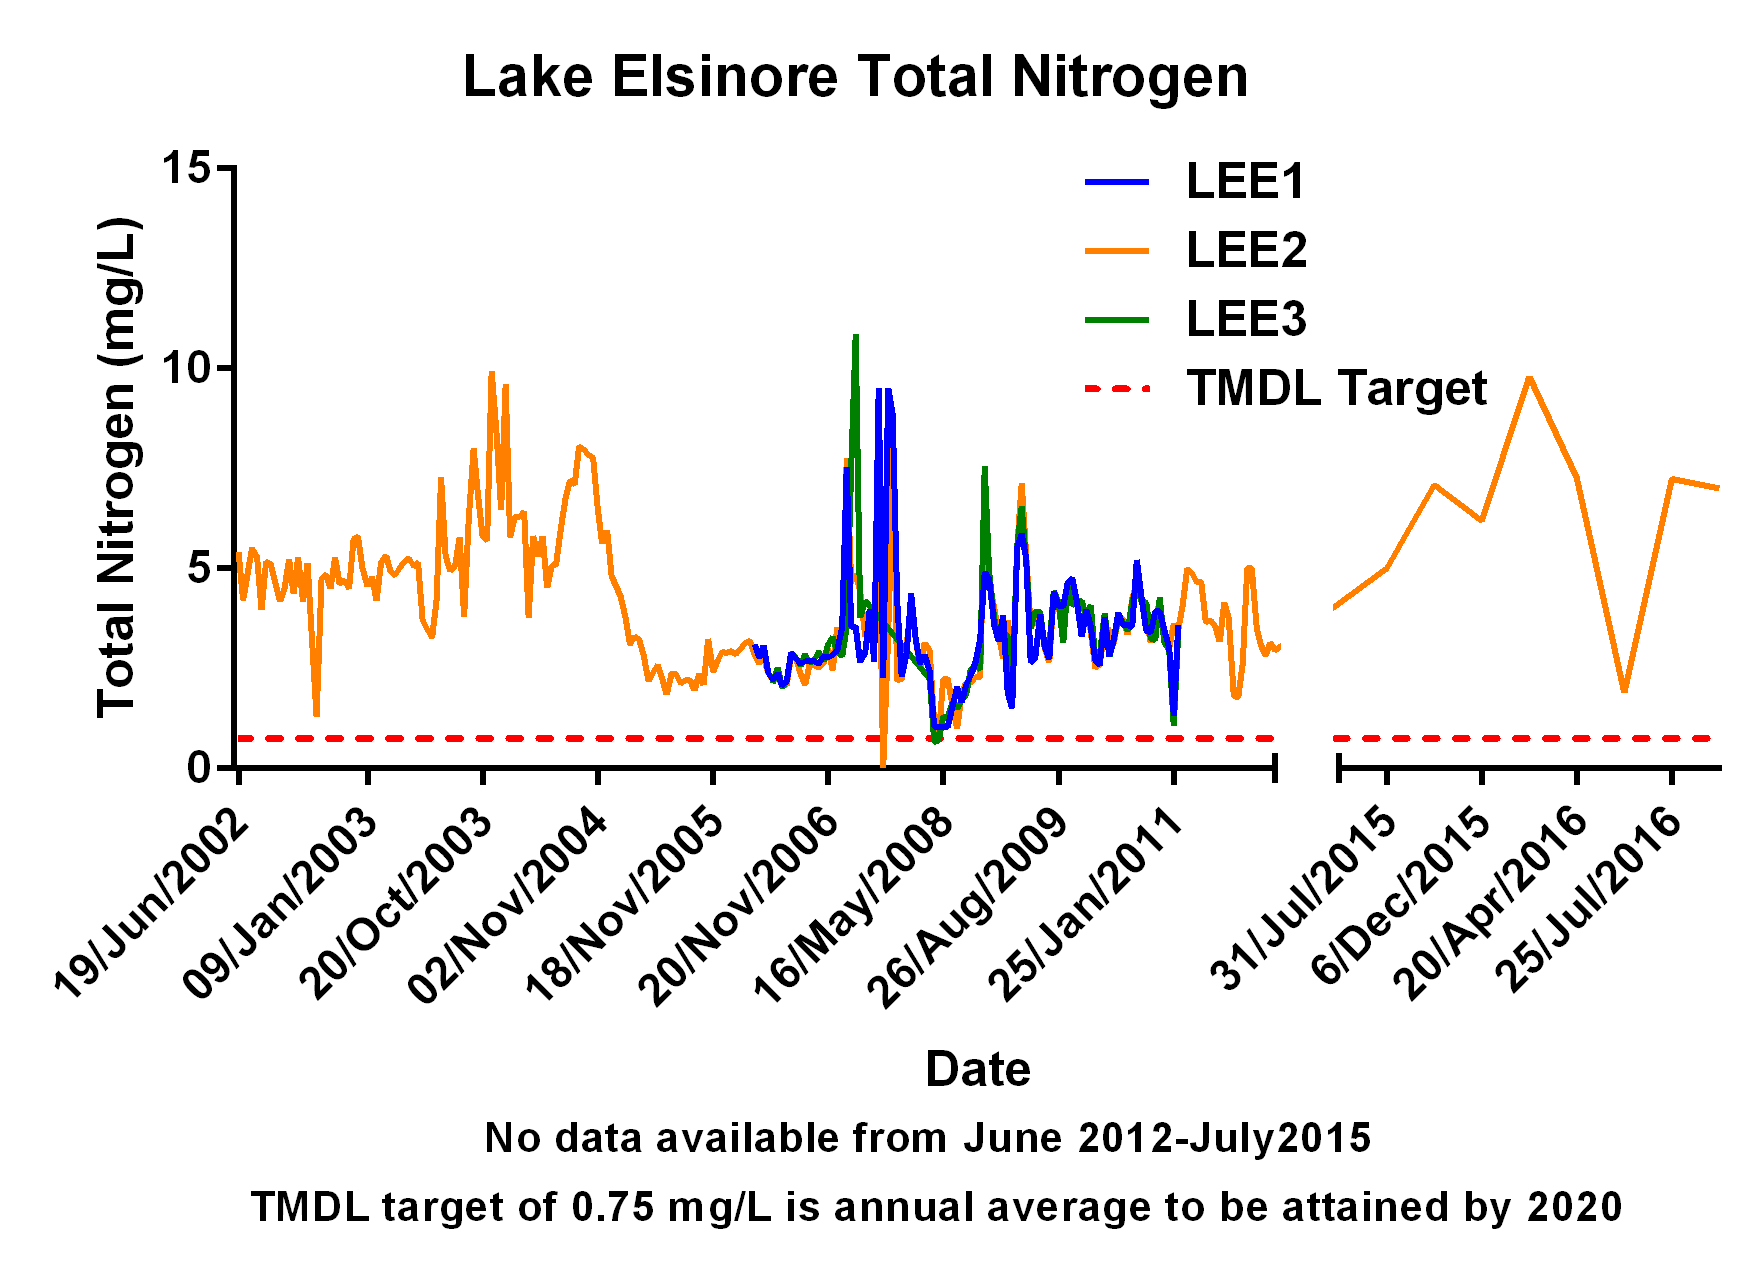 Lake Elsinore Total Nitrogen
15
10
5
0
Total Nitrogen (mg/L)
LEE1
LEE2
LEE3
TMDL Target
19/Jun/2002
09/Jan/2003
20/Oct/2003
02/Nov/2004
18/Nov/2005
20/Nov/2006
16/May/2008
26/Aug/2009
25/Jan/2011
31/Jul/2015
6/Dec/2015
20/Apr/2016
25/Jul/2016
Date
No data available from June 2012-July2015
TMDL target of 0.75 mg/L is annual average to be attained by 2020